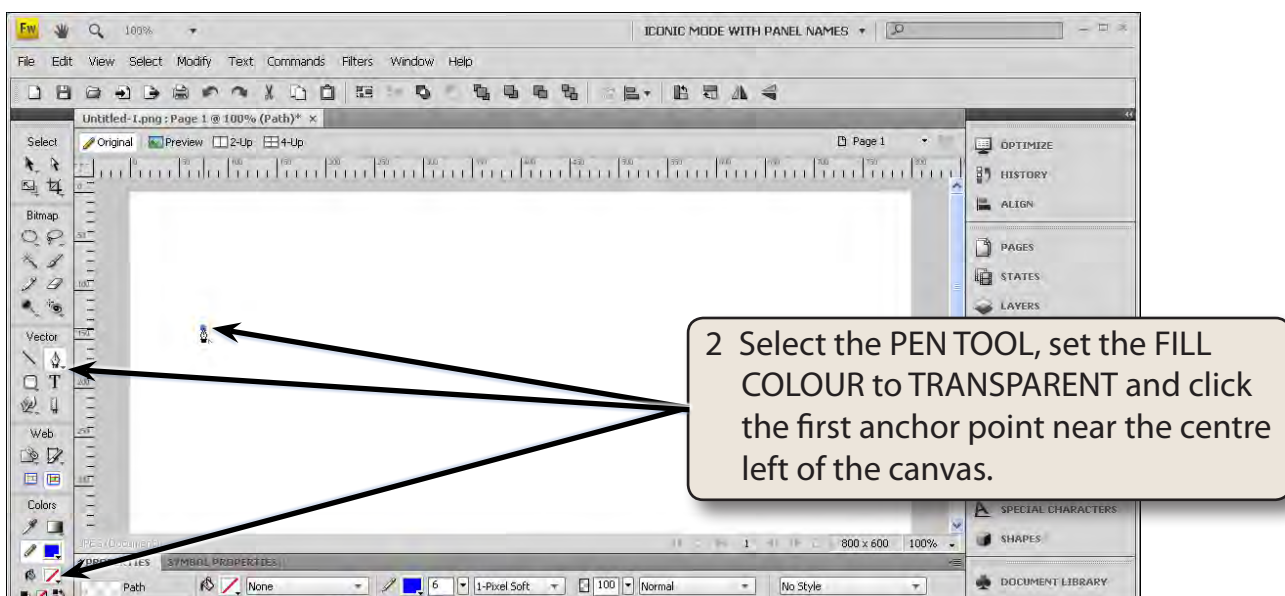 Fw 100% ICONIC MODE WITH PANEL NAMES
File Edit View Select Modify Text Commands Filters Window Help
Untitled-1.png : Page 1 @ 100% (Path)* ×
Select Original Preview 2-Up 4-Up Page 1
OPTIMIZE
HISTORY
ALIGN
Bitmap
PAGES
STATES
LAYERS
Vector
2 Select the PEN TOOL, set the FILL
COLOUR to TRANSPARENT and click
the first anchor point near the centre
left of the canvas.
Web
Colors
SPECIAL CHARACTERS
SHAPES
1 800 x 600 100%
PROPERTIES SYMBOL PROPERTIES
Path None 6 1-Pixel Soft 100 Normal No Style
DOCUMENT LIBRARY